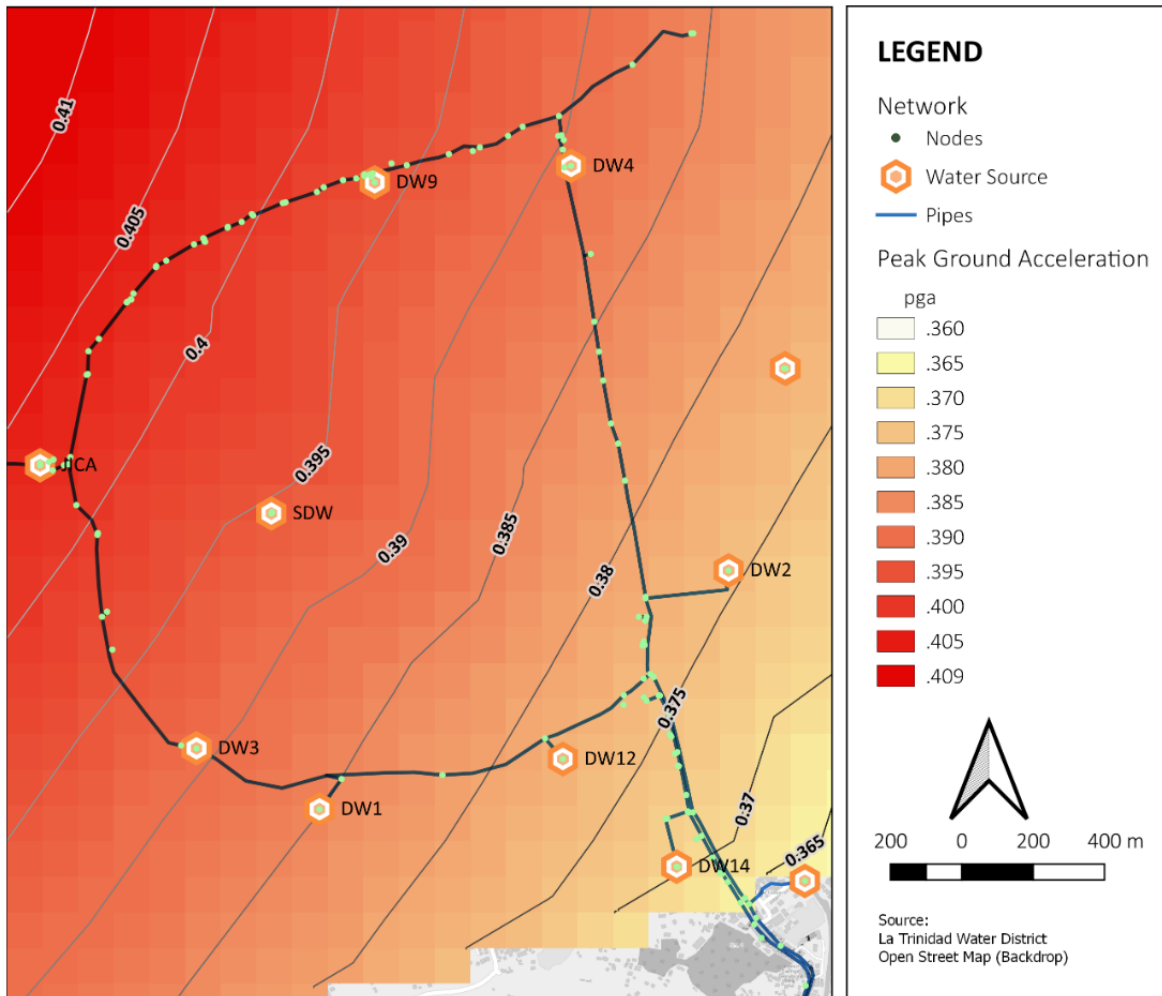 0.41
0.405
0.4
0.395
0.39
0.385
0.38
0.375
0.37
0.365
DW9
DW4
JICA
SDW
DW2
DW3
DW12
DW1
DW14
LEGEND
Network
Nodes
Water Source
Pipes
Peak Ground Acceleration
pga
.360
.365
.370
.375
.380
.385
.390
.395
.400
.405
.409
200 0 200 400 m
Source:
La Trinidad Water District
Open Street Map (Backdrop)